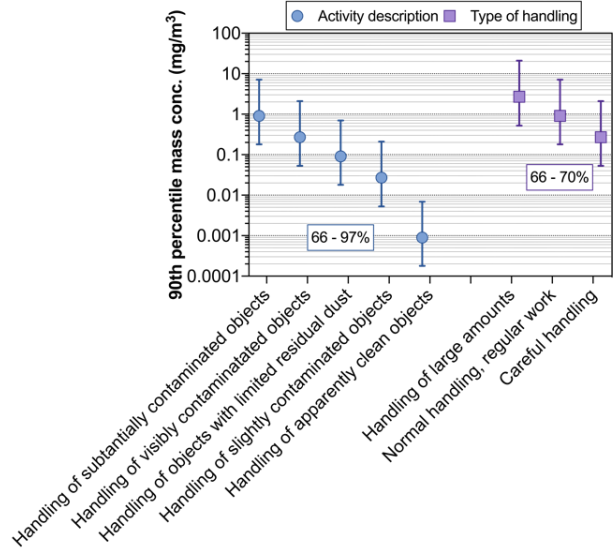 Activity description Type of handling
90th percentile mass conc. (mg/m³)
100
10
1
0.1
0.01
0.001
0.0001
66 - 97%
66 - 70%
Handling of subtantially contaminated objects
Handling of visibly contaminatated objects
Handling of objects with limited residual dust
Handling of slightly contaminated objects
Handling of apparently clean objects
Handling of large amounts
Normal handling, regular work
Careful handling